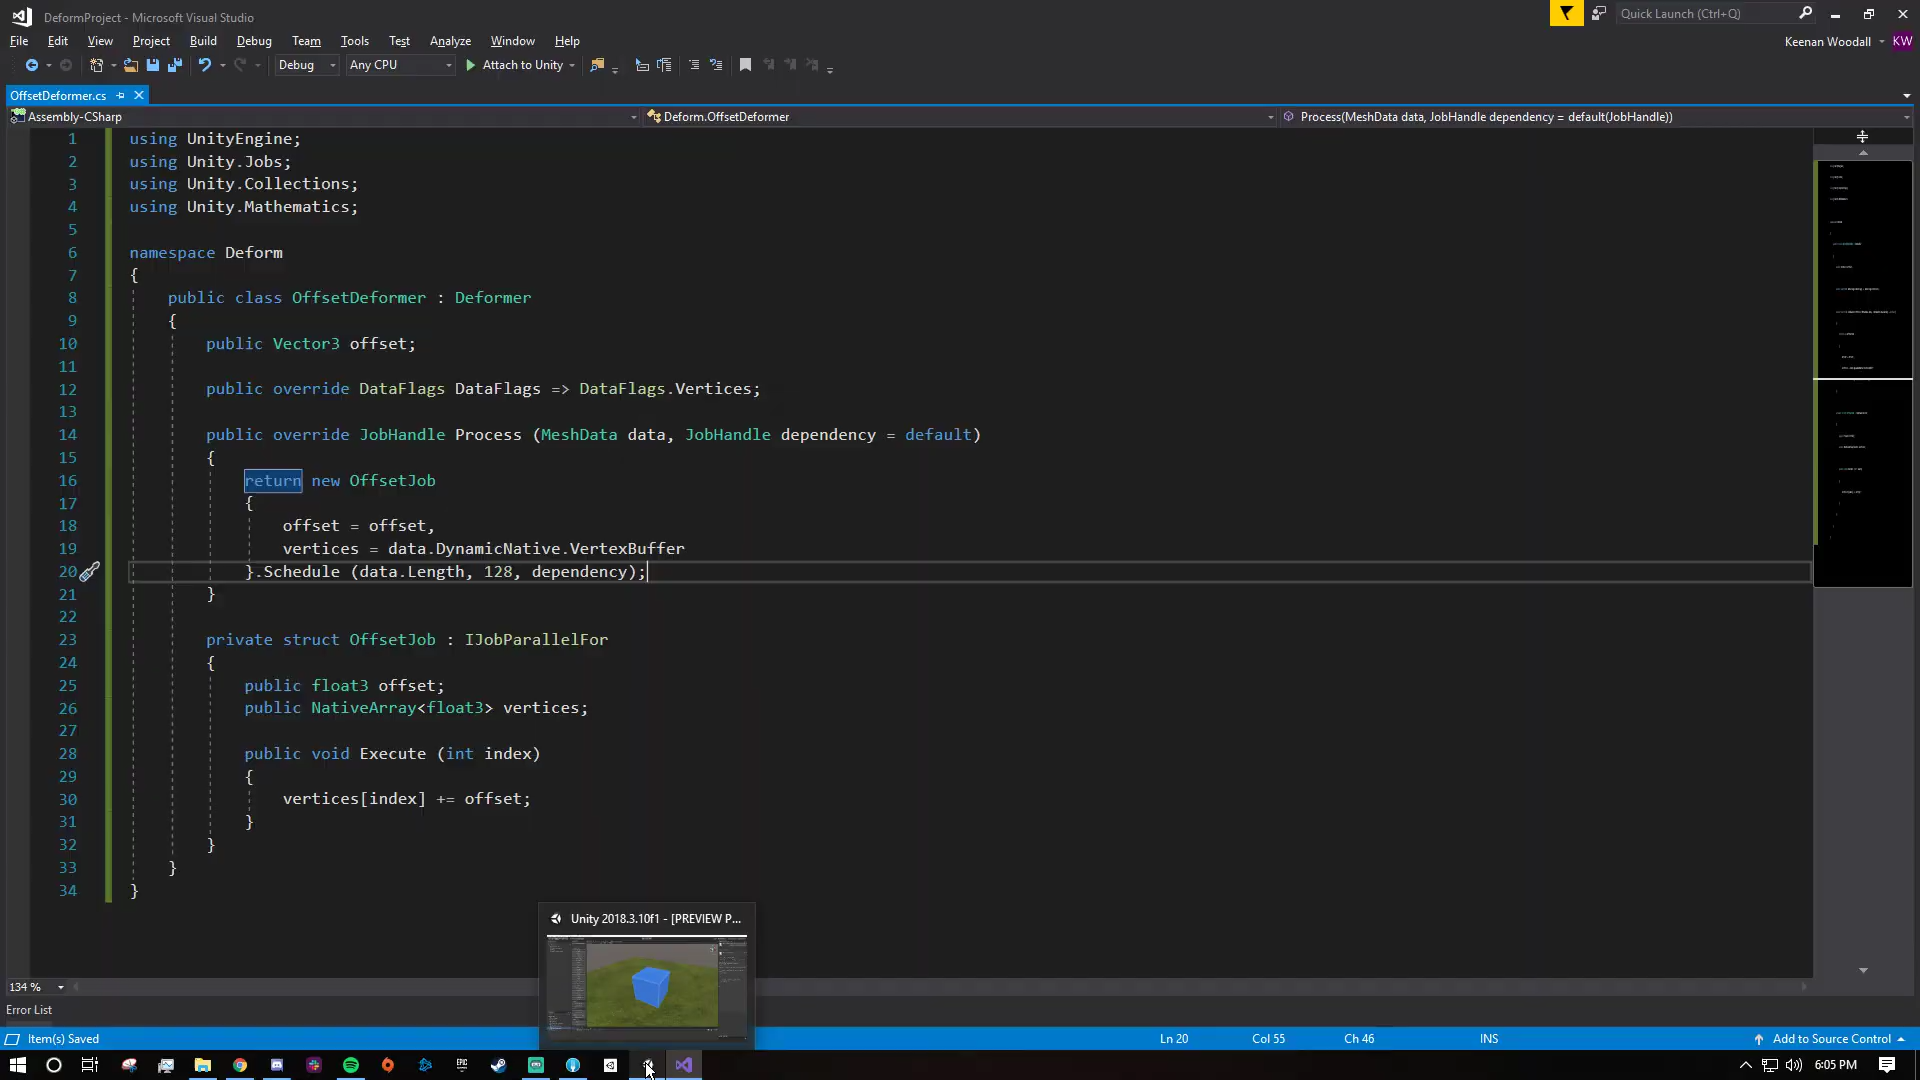 DeformProject - Microsoft Visual Studio
Quick Launch (Ctrl+Q)
File Edit View Project Build Debug Team Tools Test Analyze Window Help
Keenan Woodall KW
Debug Any CPU Attach to Unity
OffsetDeformer.cs
Assembly-CSharp Deform.OffsetDeformer Process(MeshData data, JobHandle dependency = default(JobHandle))
1 using UnityEngine;
2 using Unity.Jobs;
3 using Unity.Collections;
4 using Unity.Mathematics;
5
6 namespace Deform
7 {
8 public class OffsetDeformer : Deformer
9 {
10 public Vector3 offset;
11
12 public override DataFlags DataFlags => DataFlags.Vertices;
13
14 public override JobHandle Process (MeshData data, JobHandle dependency = default)
15 {
16 return new OffsetJob
17 {
18 offset = offset,
19 vertices = data.DynamicNative.VertexBuffer
20 }.Schedule (data.Length, 128, dependency);
21 }
22
23 private struct OffsetJob : IJobParallelFor
24 {
25 public float3 offset;
26 public NativeArray<float3> vertices;
27
28 public void Execute (int index)
29 {
30 vertices[index] += offset;
31 }
32 }
33 }
34 }
Unity 2018.3.10f1 - [PREVIEW P...
134 %
Error List
Item(s) Saved Ln 20 Col 55 Ch 46 INS Add to Source Control
EPIC
6:05 PM